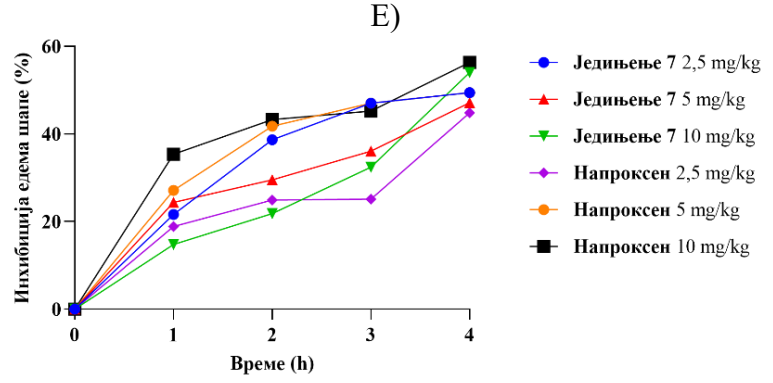 E)
Инхибиција едема шапе (%)
60
40
20
0
0 1 2 3 4
Време (h)
Једињење 7 2,5 mg/kg
Једињење 7 5 mg/kg
Једињење 7 10 mg/kg
Напроксен 2,5 mg/kg
Напроксен 5 mg/kg
Напроксен 10 mg/kg